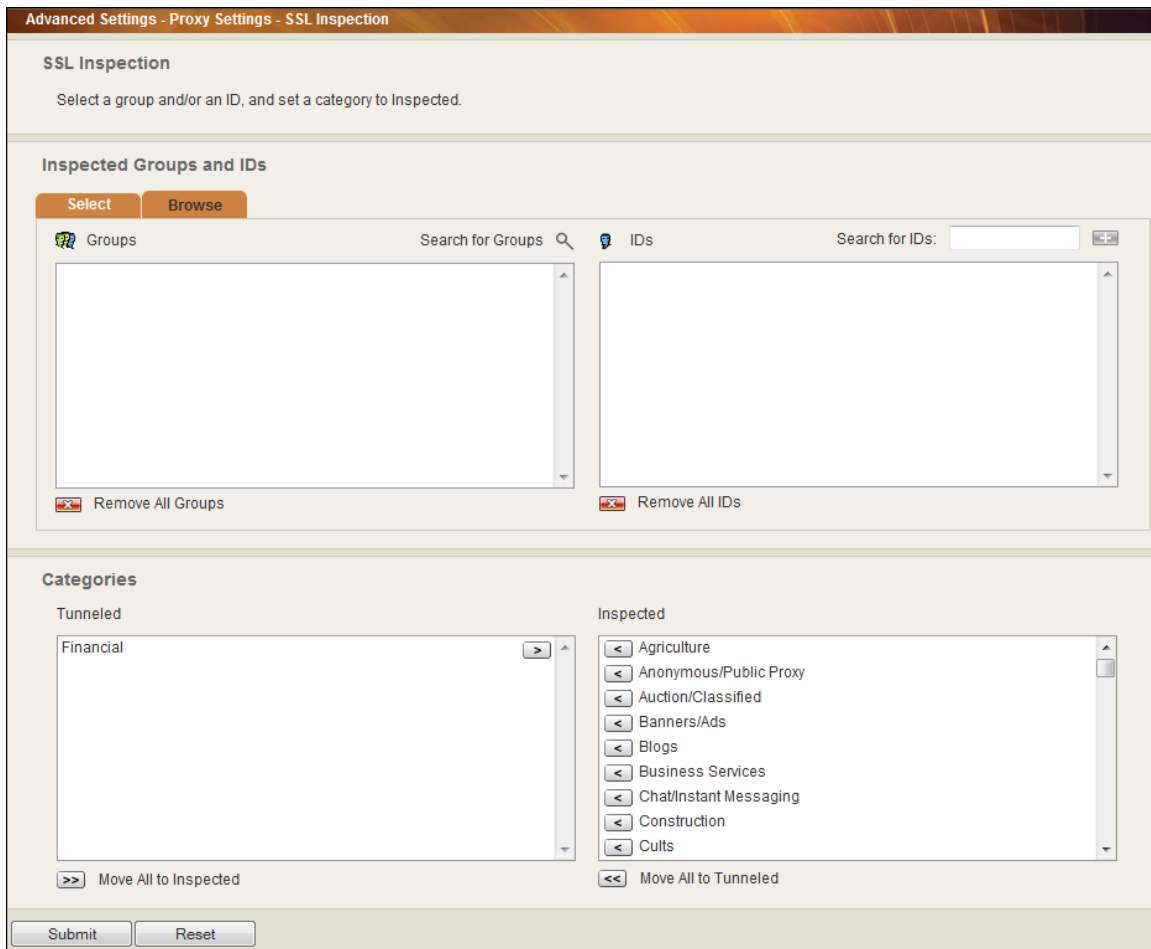 Advanced Settings - Proxy Settings - SSL Inspection
SSL Inspection
Select a group and/or an ID, and set a category to Inspected.
Inspected Groups and IDs
Select Browse
Groups Search for Groups IDs Search for IDs:
Remove All Groups Remove All IDs
Categories
Tunneled Inspected
Financial > < Agriculture
< Anonymous/Public Proxy
< Auction/Classified
< Banners/Ads
< Blogs
< Business Services
< Chat/Instant Messaging
< Construction
< Cults
>> Move All to Inspected << Move All to Tunneled
Submit Reset